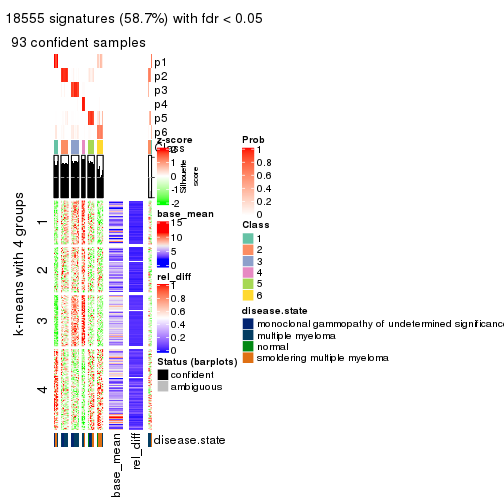 18555 signatures (58.7%) with fdr < 0.05
93 confident samples
p1
p2
p3
p4
p5
p6
Class
z-score
2
1
0
-1
-2
Silhouette
score
base_mean
15
10
5
0
rel_diff
1
0.8
0.6
0.4
0.2
0
Status (barplots)
confident
ambiguous
Prob
1
0.8
0.6
0.4
0.2
0
Class
1
2
3
4
5
6
disease.state
monoclonal gammopathy of undetermined significance
multiple myeloma
normal
smoldering multiple myeloma
k-means with 4 groups
1
2
3
4
disease.state
base_mean
rel_diff